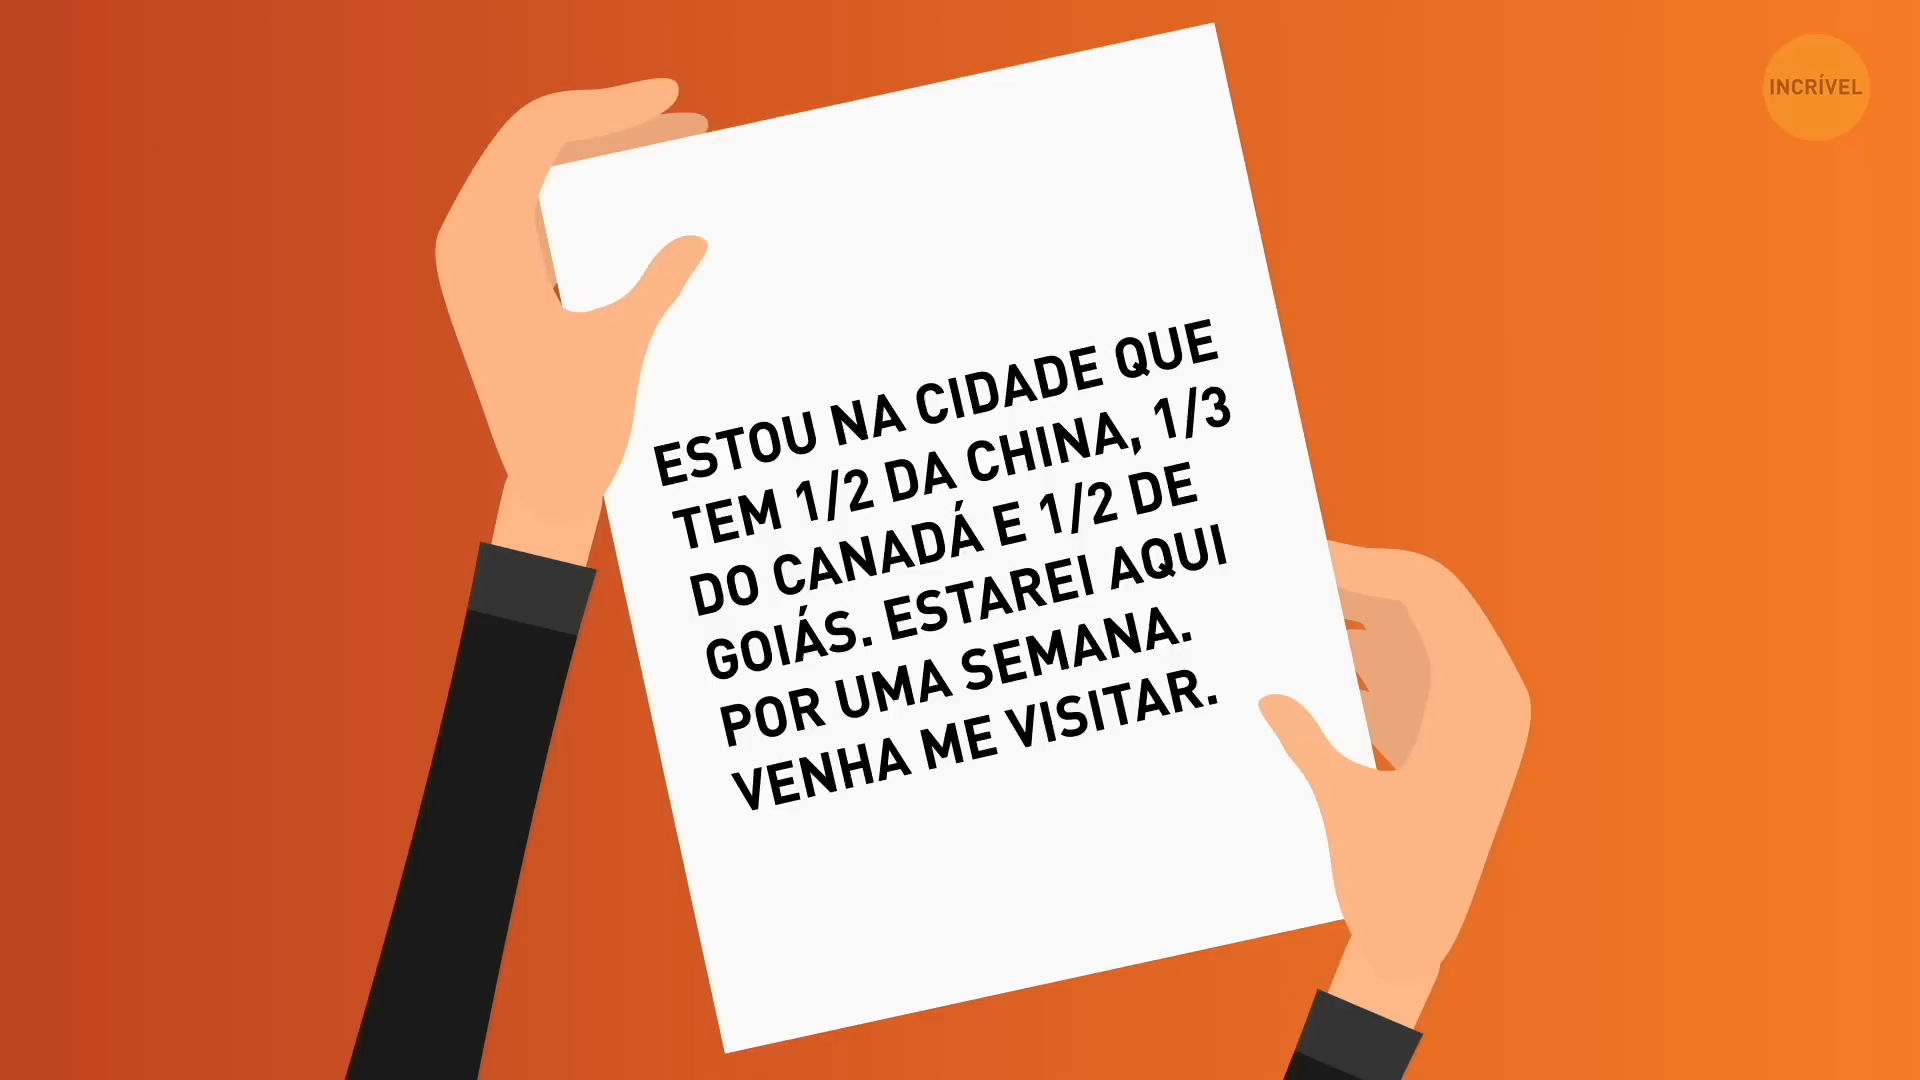 INCRÍVEL
ESTOU NA CIDADE QUE
TEM 1/2 DA CHINA, 1/3
DO CANADÁ E 1/2 DE
GOIÁS. ESTAREI AQUI
POR UMA SEMANA.
VENHA ME VISITAR.